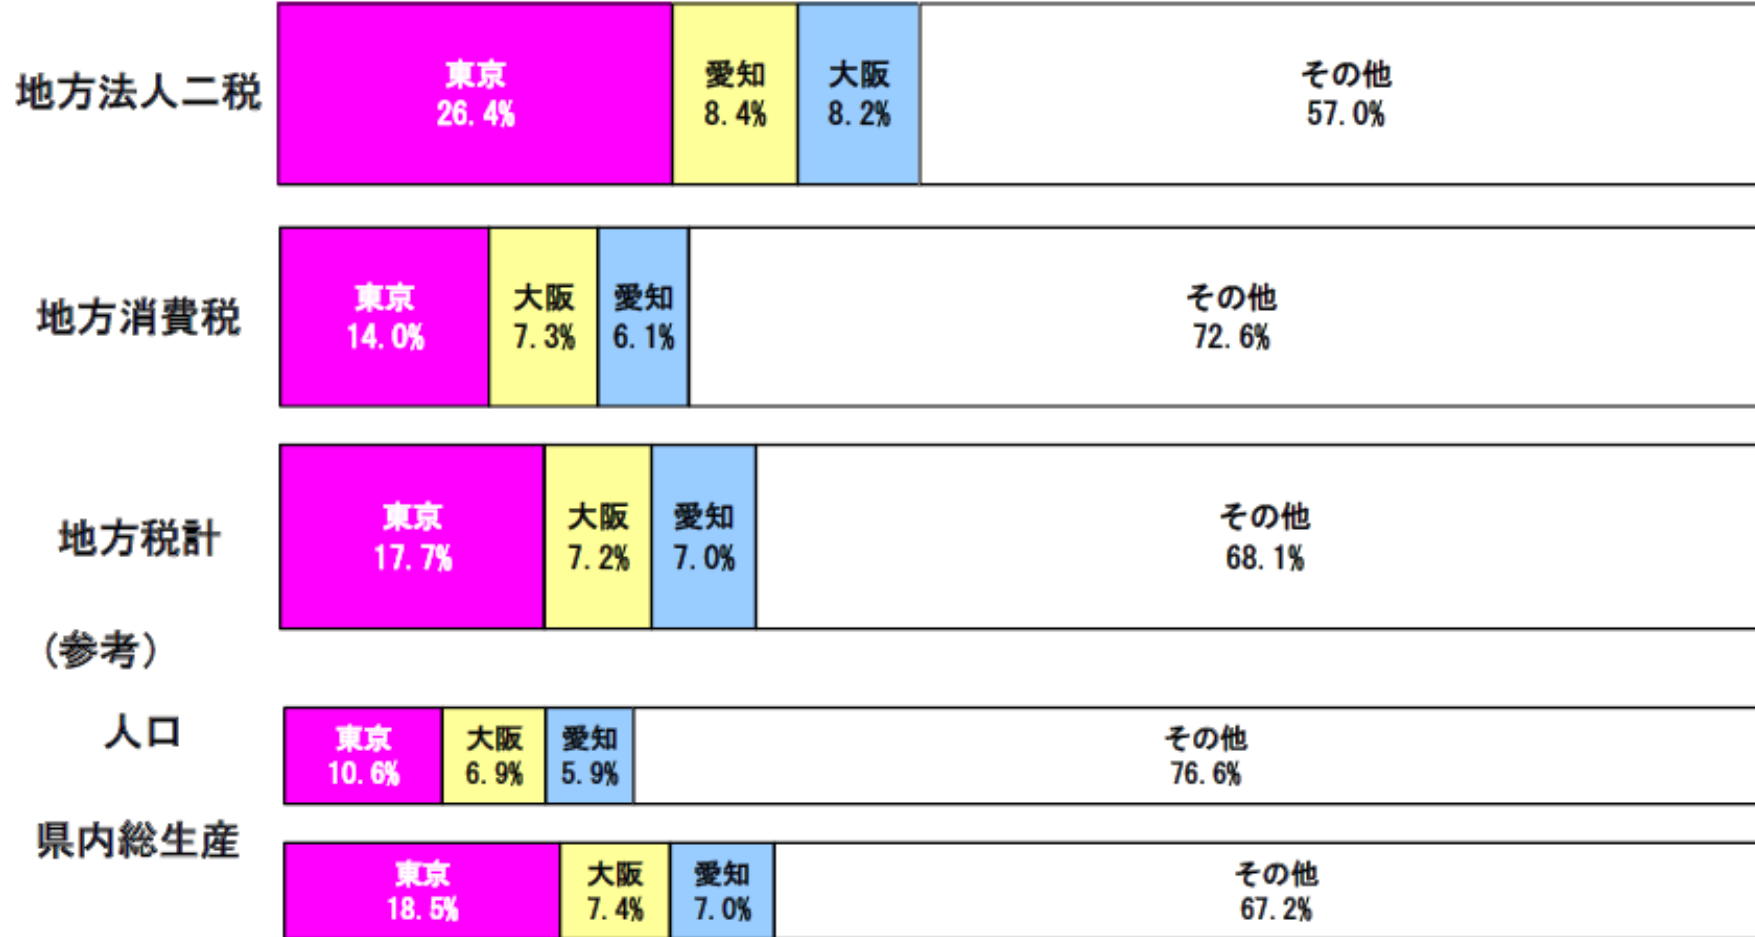 地方法人二税
東京
26.4%
愛知
8.4%
大阪
8.2%
その他
57.0%
地方消費税
東京
14.0%
大阪
7.3%
愛知
6.1%
その他
72.6%
地方税計
東京
17.7%
大阪
7.2%
愛知
7.0%
その他
68.1%
(参考)
人口
東京
10.6%
大阪
6.9%
愛知
5.9%
その他
76.6%
県内総生産
東京
18.5%
大阪
7.4%
愛知
7.0%
その他
67.2%